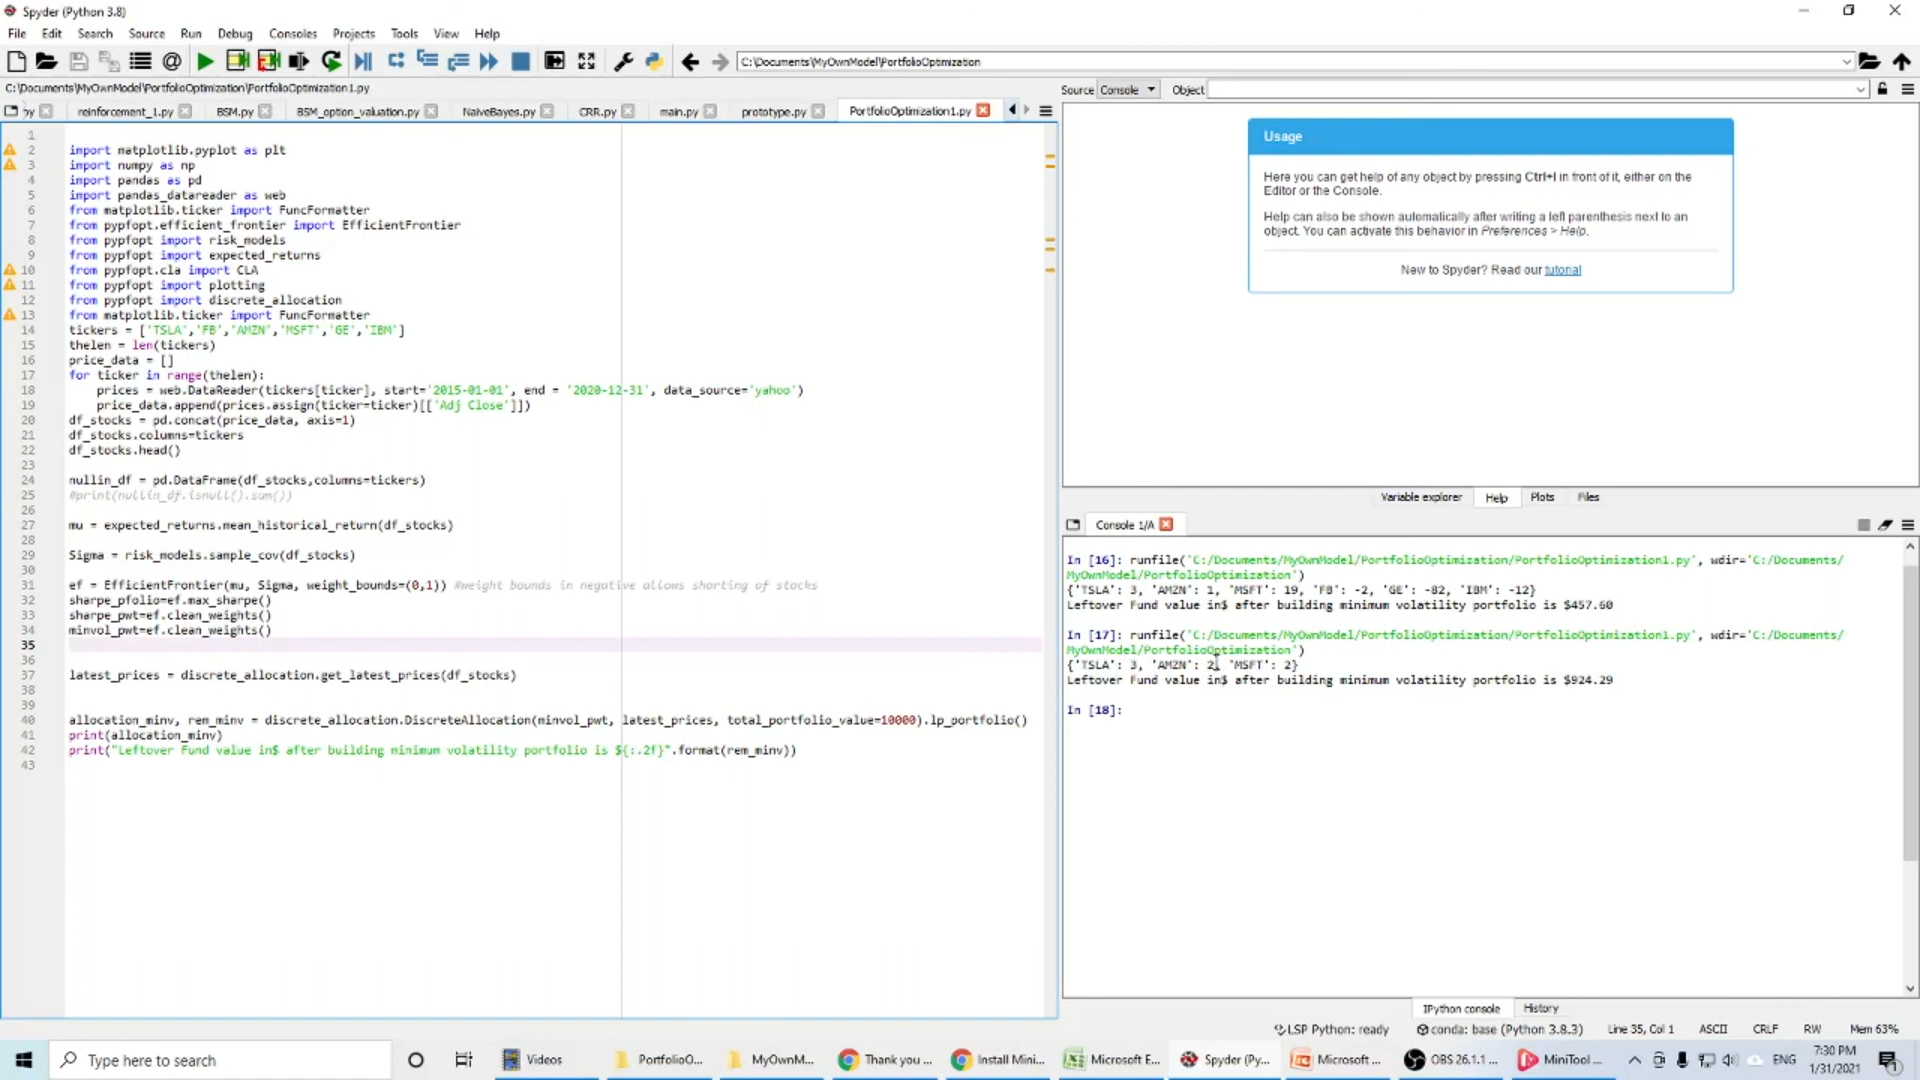 Spyder (Python 3.8)
File Edit Search Source Run Debug Consoles Projects Tools View Help
C:\Documents\MyOwnModel\PortfolioOptimization
C:\Documents\MyOwnModel\PortfolioOptimization\PortfolioOptimization1.py
py reinforcement_1.py BSM.py BSM_option_valuation.py NaiveBayes.py CRR.py main.py prototype.py PortfolioOptimization1.py
1
2 import matplotlib.pyplot as plt
3 import numpy as np
4 import pandas as pd
5 import pandas_datareader as web
6 from matplotlib.ticker import FuncFormatter
7 from pypfopt.efficient_frontier import EfficientFrontier
8 from pypfopt import risk_models
9 from pypfopt import expected_returns
10 from pypfopt.cla import CLA
11 from pypfopt import plotting
12 from pypfopt import discrete_allocation
13 from matplotlib.ticker import FuncFormatter
14 tickers = ['TSLA','FB','AMZN','MSFT','GE','IBM']
15 thelen = len(tickers)
16 price_data = []
17 for ticker in range(thelen):
18 prices = web.DataReader(tickers[ticker], start='2015-01-01', end = '2020-12-31', data_source='yahoo')
19 price_data.append(prices.assign(ticker=ticker)[['Adj Close']])
20 df_stocks = pd.concat(price_data, axis=1)
21 df_stocks.columns=tickers
22 df_stocks.head()
23
24 nullin_df = pd.DataFrame(df_stocks,columns=tickers)
25 #print(nullin_df.isnull().sum())
26
27 mu = expected_returns.mean_historical_return(df_stocks)
28
29 Sigma = risk_models.sample_cov(df_stocks)
30
31 ef = EfficientFrontier(mu, Sigma, weight_bounds=(0,1)) #weight bounds in negative allows shorting of stocks
32 sharpe_pfolio=ef.max_sharpe()
33 sharpe_pwt=ef.clean_weights()
34 minvol_pwt=ef.clean_weights()
35
36
37 latest_prices = discrete_allocation.get_latest_prices(df_stocks)
38
39
40 allocation_minv, rem_minv = discrete_allocation.DiscreteAllocation(minvol_pwt, latest_prices, total_portfolio_value=10000).lp_portfolio()
41 print(allocation_minv)
42 print("Leftover Fund value in$ after building minimum volatility portfolio is ${:.2f}".format(rem_minv))
43
Source Console Object
Usage
Here you can get help of any object by pressing Ctrl+I in front of it, either on the
Editor or the Console.
Help can also be shown automatically after writing a left parenthesis next to an
object. You can activate this behavior in Preferences > Help.
New to Spyder? Read our tutorial
Variable explorer Help Plots Files
Console 1/A
In [16]: runfile('C:/Documents/MyOwnModel/PortfolioOptimization/PortfolioOptimization1.py', wdir='C:/Documents/
MyOwnModel/PortfolioOptimization')
{'TSLA': 3, 'AMZN': 1, 'MSFT': 19, 'FB': -2, 'GE': -82, 'IBM': -12}
Leftover Fund value in$ after building minimum volatility portfolio is $457.60
In [17]: runfile('C:/Documents/MyOwnModel/PortfolioOptimization/PortfolioOptimization1.py', wdir='C:/Documents/
MyOwnModel/PortfolioOptimization')
{'TSLA': 3, 'AMZN': 2, 'MSFT': 2}
Leftover Fund value in$ after building minimum volatility portfolio is $924.29
In [18]:
IPython console History
LSP Python: ready conda: base (Python 3.8.3) Line 35, Col 1 ASCII CRLF RW Mem 63%
Type here to search Videos PortfolioO... MyOwnM... Thank you ... Install Mini... Microsoft E... Spyder (Py... Microsoft ... OBS 26.1.1 ... MiniTool ... ENG 7:30 PM
1/31/2021